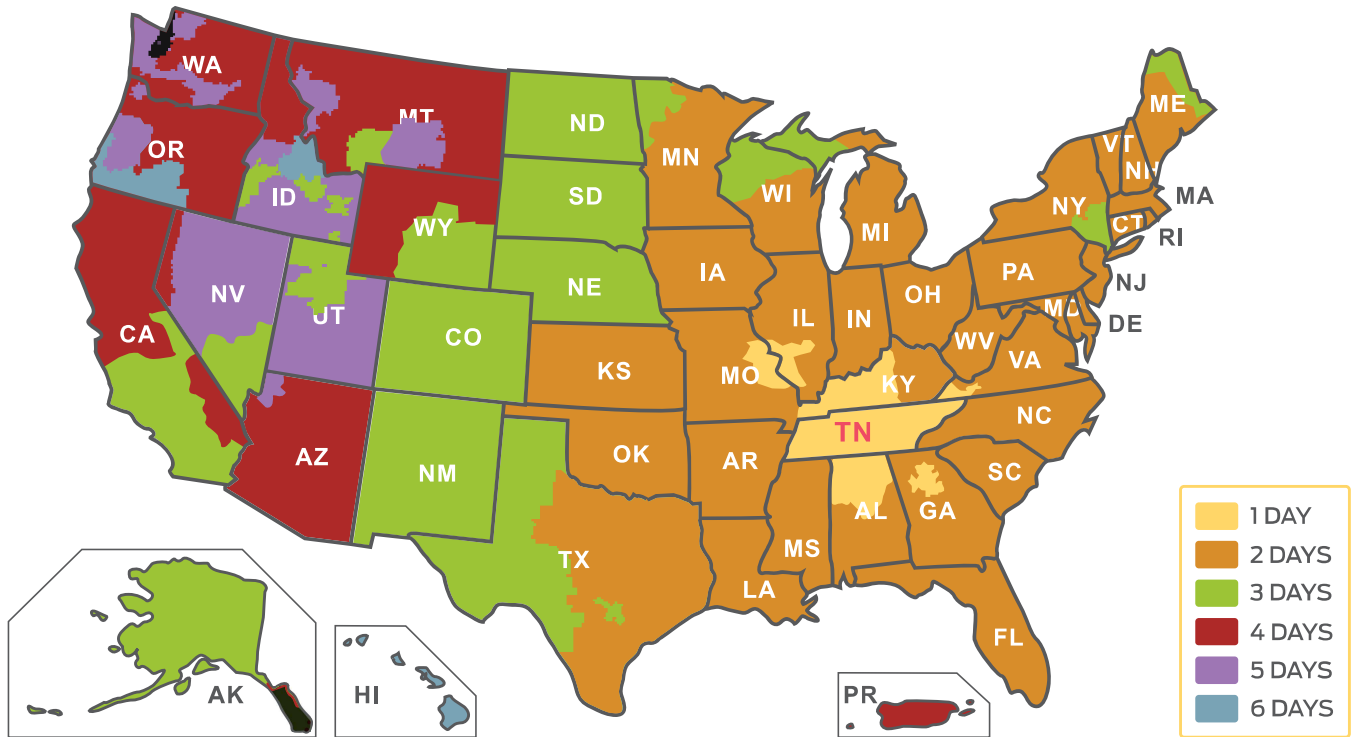 WA
MT
ND
MN
ME
VT
NH
OR
ID
SD
WI
NY
MA
WY
MI
CT
RI
IA
PA
NJ
NV
NE
OH
MD
DE
UT
CO
IL
IN
WV
VA
CA
KS
MO
KY
NC
AZ
NM
OK
AR
TN
SC
TX
MS
AL
GA
LA
FL
AK
HI
PR
1 DAY
2 DAYS
3 DAYS
4 DAYS
5 DAYS
6 DAYS